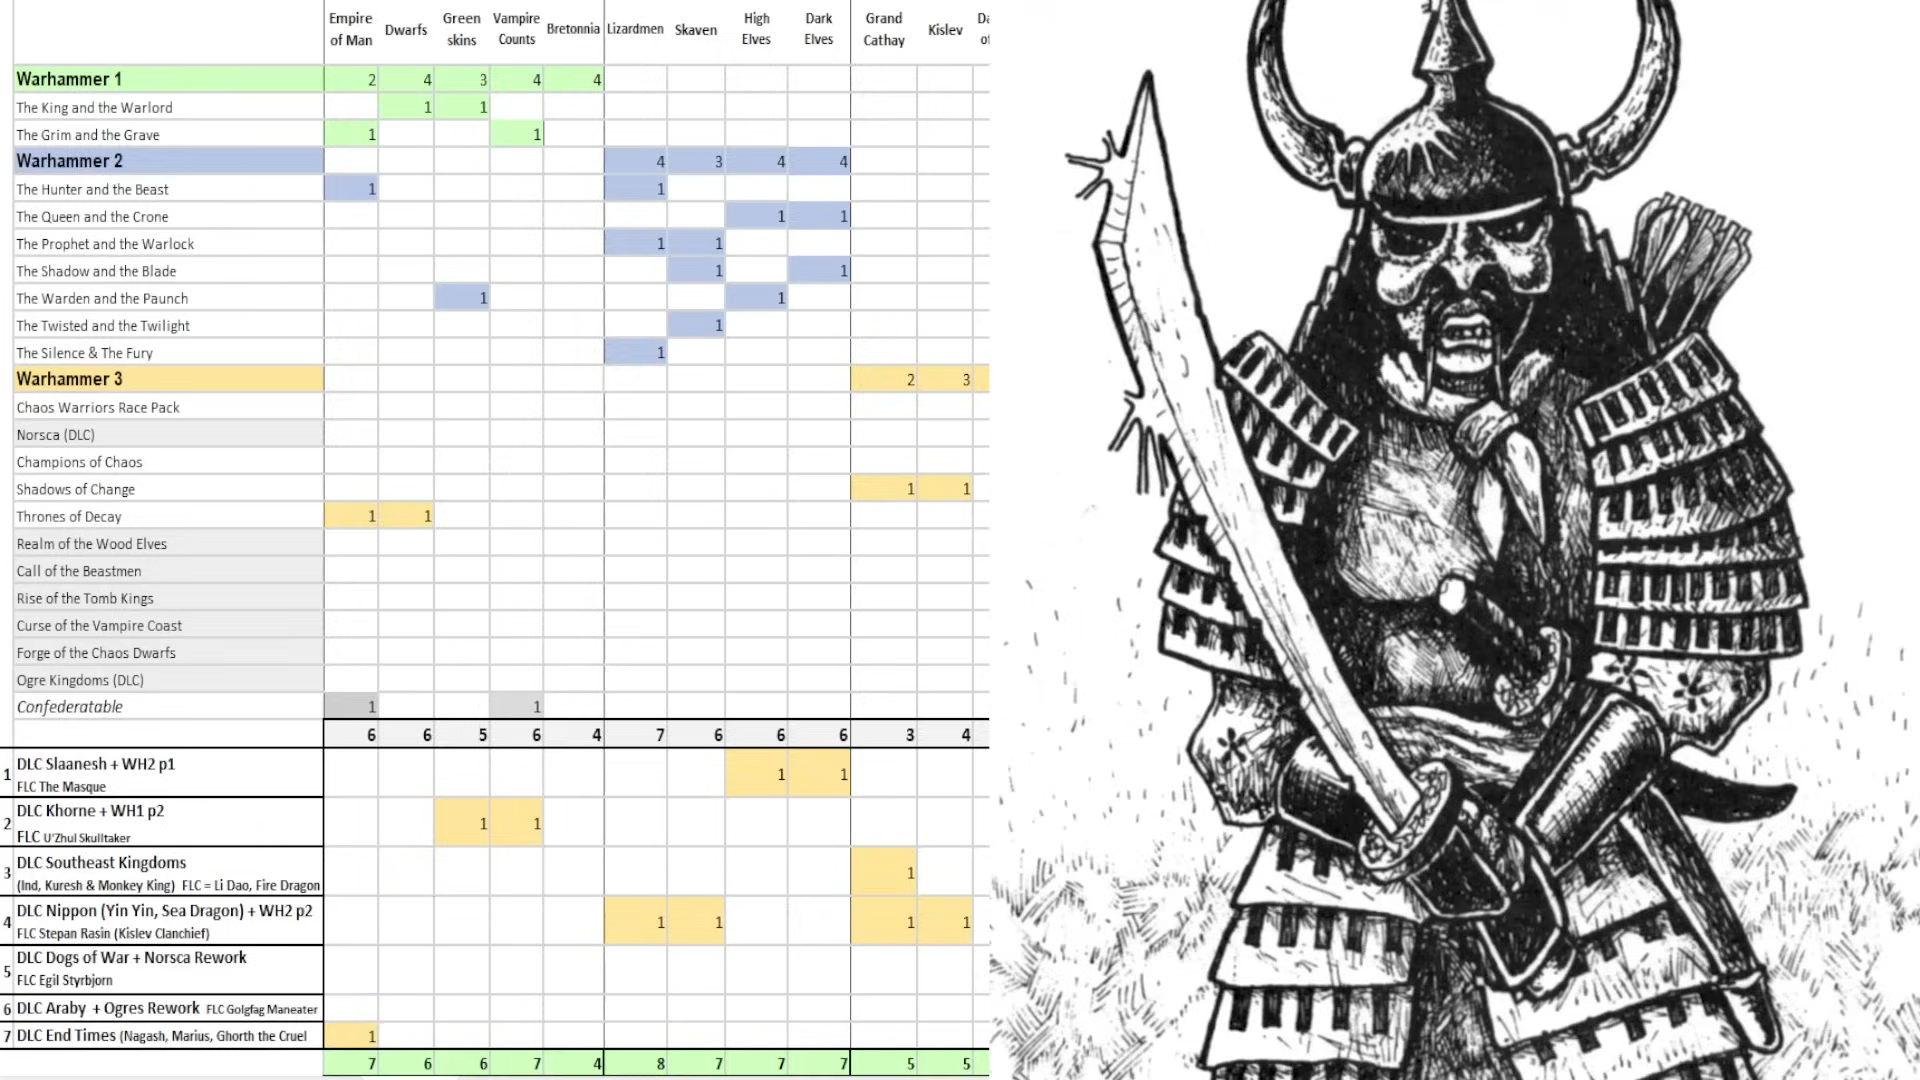 Empire of Man Dwarfs Green skins Vampire Counts Bretonnia Lizardmen Skaven High Elves Dark Elves Grand Cathay Kislev
Warhammer 1 2 4 3 4 4
The King and the Warlord 1 1
The Grim and the Grave 1 1
Warhammer 2 4 3 4 4
The Hunter and the Beast 1 1
The Queen and the Crone 1 1
The Prophet and the Warlock 1 1
The Shadow and the Blade 1 1
The Warden and the Paunch 1 1
The Twisted and the Twilight 1
The Silence & The Fury 1
Warhammer 3 2 3
Chaos Warriors Race Pack
Norsca (DLC)
Champions of Chaos
Shadows of Change 1 1
Thrones of Decay 1 1
Realm of the Wood Elves
Call of the Beastmen
Rise of the Tomb Kings
Curse of the Vampire Coast
Forge of the Chaos Dwarfs
Ogre Kingdoms (DLC)
Confederatable 1 1
6 6 5 6 4 7 6 6 6 3 4
1 DLC Slaanesh + WH2 p1 1 1
FLC The Masque
2 DLC Khorne + WH1 p2 1 1
FLC U'Zhul Skulltaker
3 DLC Southeast Kingdoms 1
(Ind, Kuresh & Monkey King) FLC = Li Dao, Fire Dragon
4 DLC Nippon (Yin Yin, Sea Dragon) + WH2 p2 1 1 1 1
FLC Stepan Rasin (Kislev Clanchief)
5 DLC Dogs of War + Norsca Rework
FLC Egil Styrbjorn
6 DLC Araby + Ogres Rework FLC Golgfag Maneater
7 DLC End Times (Nagash, Marius, Ghorth the Cruel 1
7 6 6 7 4 8 7 7 7 5 5